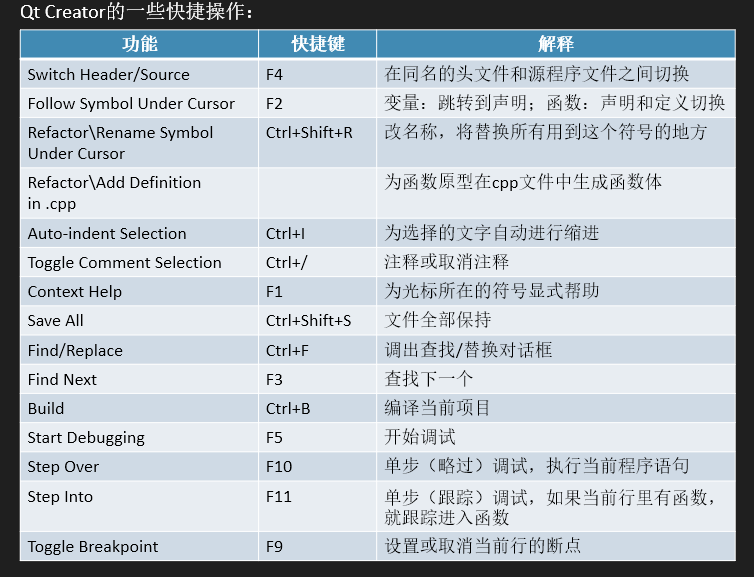 Qt Creator的一些快捷操作：
功能 快捷键 解释
Switch Header/Source F4 在同名的头文件和源程序文件之间切换
Follow Symbol Under Cursor F2 变量：跳转到声明；函数：声明和定义切换
Refactor\Rename Symbol Ctrl+Shift+R 改名称，将替换所有用到这个符号的地方
Under Cursor
Refactor\Add Definition 为函数原型在cpp文件中生成函数体
in .cpp
Auto-indent Selection Ctrl+I 为选择的文字自动进行缩进
Toggle Comment Selection Ctrl+/ 注释或取消注释
Context Help F1 为光标所在的符号显式帮助
Save All Ctrl+Shift+S 文件全部保持
Find/Replace Ctrl+F 调出查找/替换对话框
Find Next F3 查找下一个
Build Ctrl+B 编译当前项目
Start Debugging F5 开始调试
Step Over F10 单步（略过）调试，执行当前程序语句
Step Into F11 单步（跟踪）调试，如果当前行里有函数，
就跟踪进入函数
Toggle Breakpoint F9 设置或取消当前行的断点